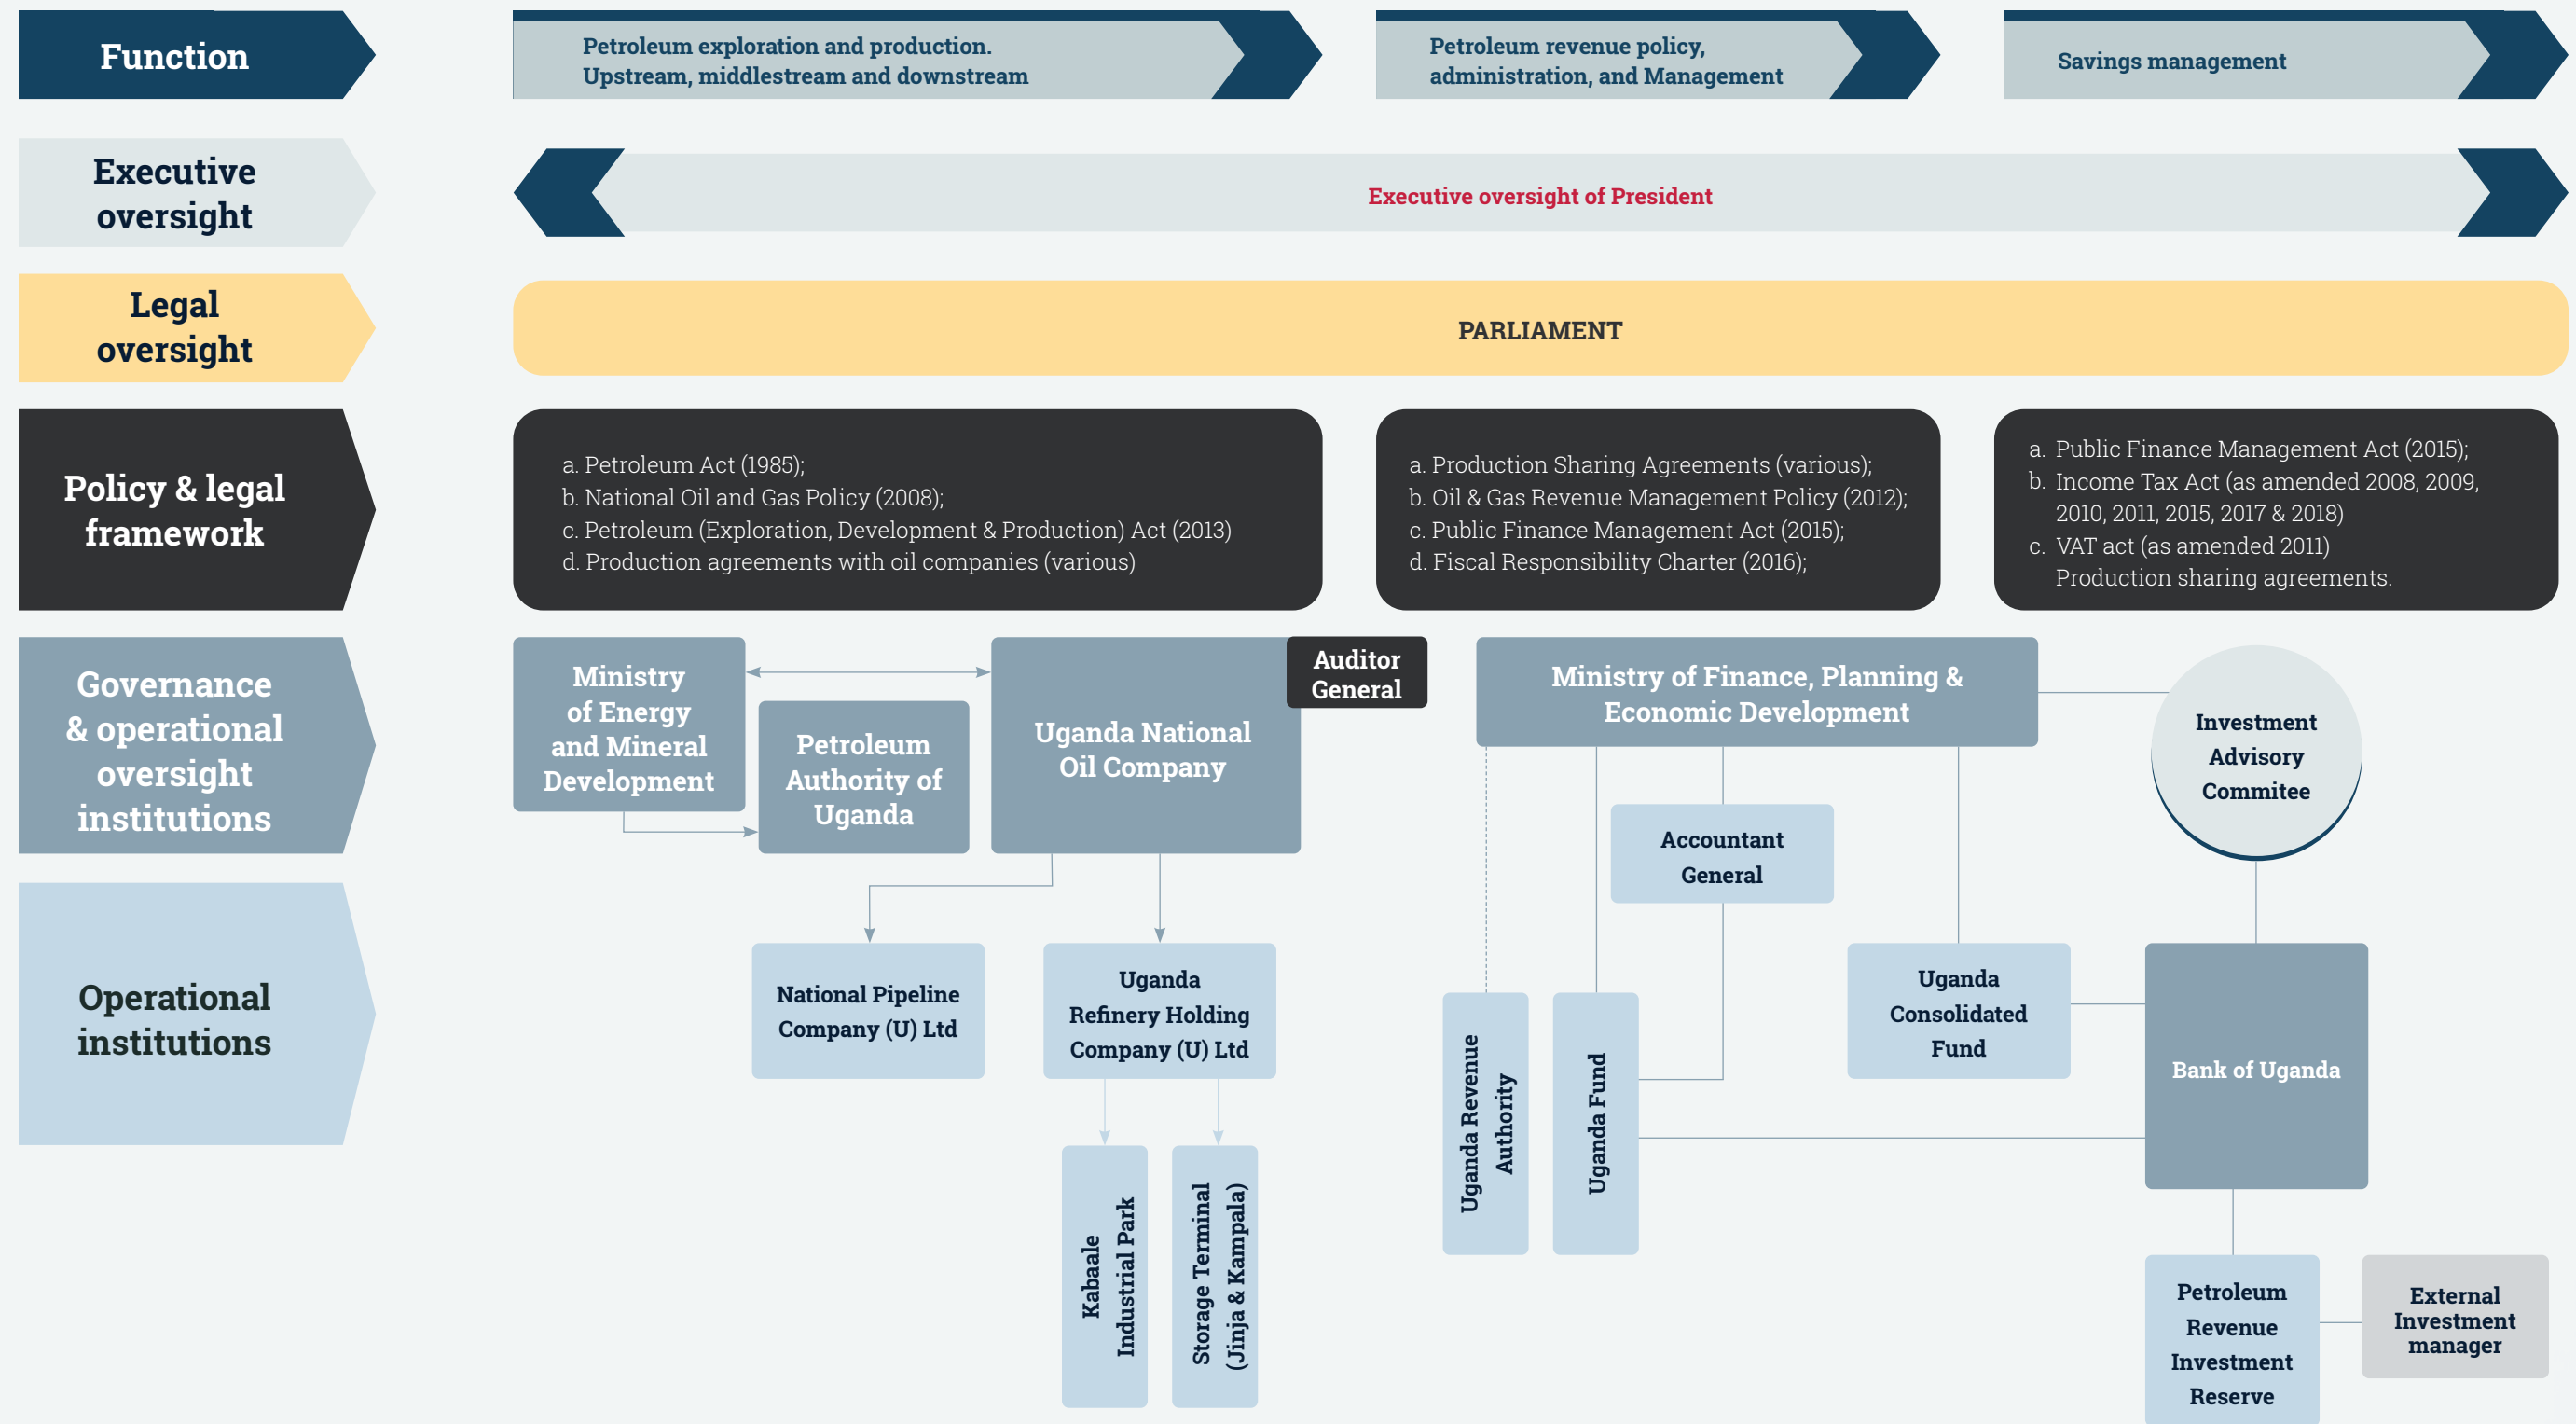 Function
Petroleum exploration and production.
Upstream, middlestream and downstream
Petroleum revenue policy,
administration, and Management
Savings management
Executive
oversight
Executive oversight of President
Legal
oversight
PARLIAMENT
Policy & legal
framework
a. Petroleum Act (1985);
b. National Oil and Gas Policy (2008);
c. Petroleum (Exploration, Development & Production) Act (2013)
d. Production agreements with oil companies (various)
a. Production Sharing Agreements (various);
b. Oil & Gas Revenue Management Policy (2012);
c. Public Finance Management Act (2015);
d. Fiscal Responsibility Charter (2016);
a. Public Finance Management Act (2015);
b. Income Tax Act (as amended 2008, 2009,
2010, 2011, 2015, 2017 & 2018)
c. VAT act (as amended 2011)
Production sharing agreements.
Governance
& operational
oversight
institutions
Ministry
of Energy
and Mineral
Development
Petroleum
Authority of
Uganda
Uganda National
Oil Company
Auditor
General
Ministry of Finance, Planning &
Economic Development
Investment
Advisory
Commitee
Accountant
General
Operational
institutions
National Pipeline
Company (U) Ltd
Uganda
Refinery Holding
Company (U) Ltd
Kabaale
Industrial Park
Storage Terminal
(Jinja & Kampala)
Uganda Revenue
Authority
Uganda Fund
Uganda
Consolidated
Fund
Bank of Uganda
Petroleum
Revenue
Investment
Reserve
External
Investment
manager